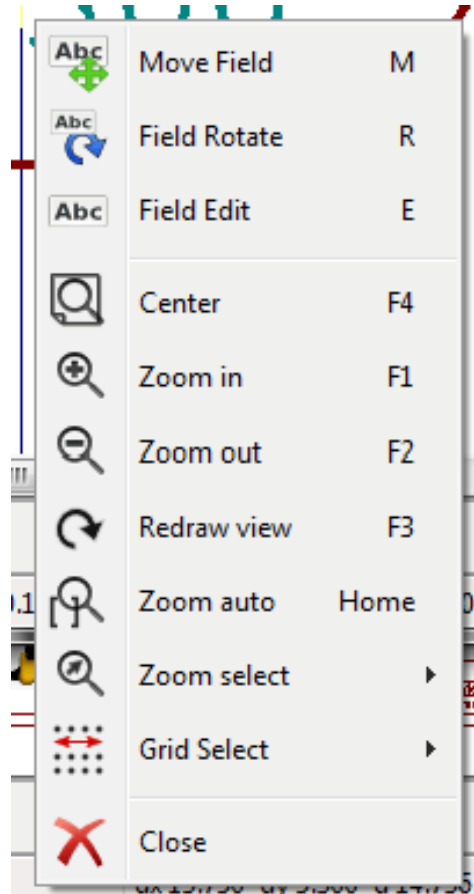 Abc Move Field M
Abc Field Rotate R
Abc Field Edit E
Center F4
Zoom in F1
Zoom out F2
Redraw view F3
Zoom auto Home
Zoom select
Grid Select
Close